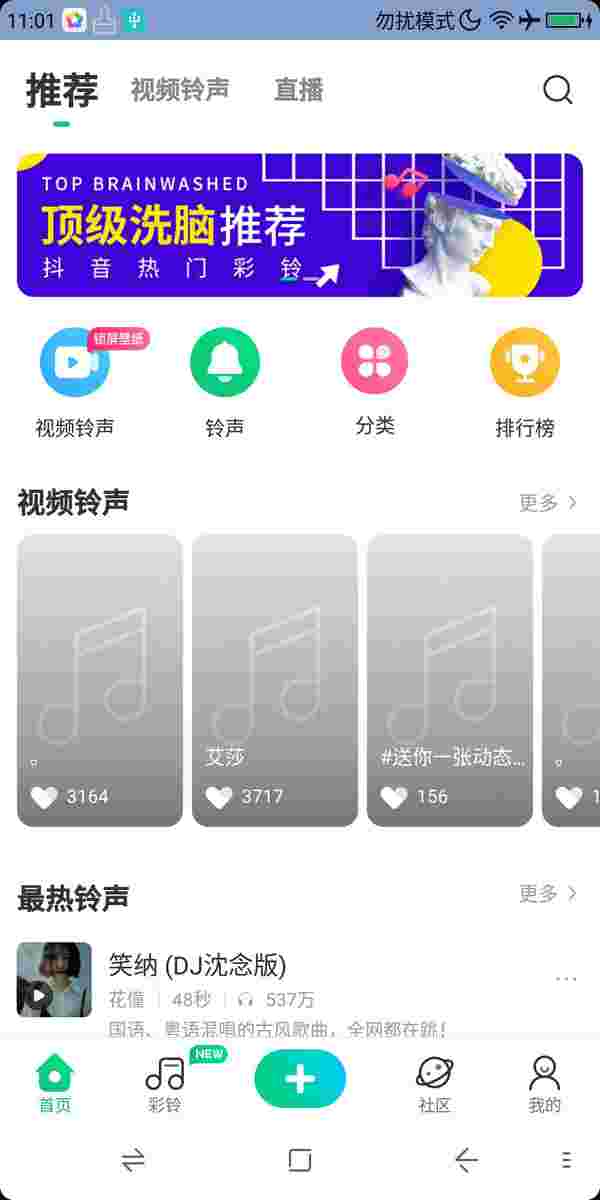 11:01 勿扰模式
推荐 视频铃声 直播
TOP BRAINWASHED
顶级洗脑推荐
抖音热门彩铃
锁屏壁纸
视频铃声 铃声 分类 排行榜
视频铃声 更多
。 艾莎 #送你一张动态... 。
3164 3717 156 1
最热铃声 更多
笑纳 (DJ沈念版)
花僮 48秒 537万
国语、粤语混唱的古风歌曲，全网都在跳！
NEW
首页 彩铃 社区 我的